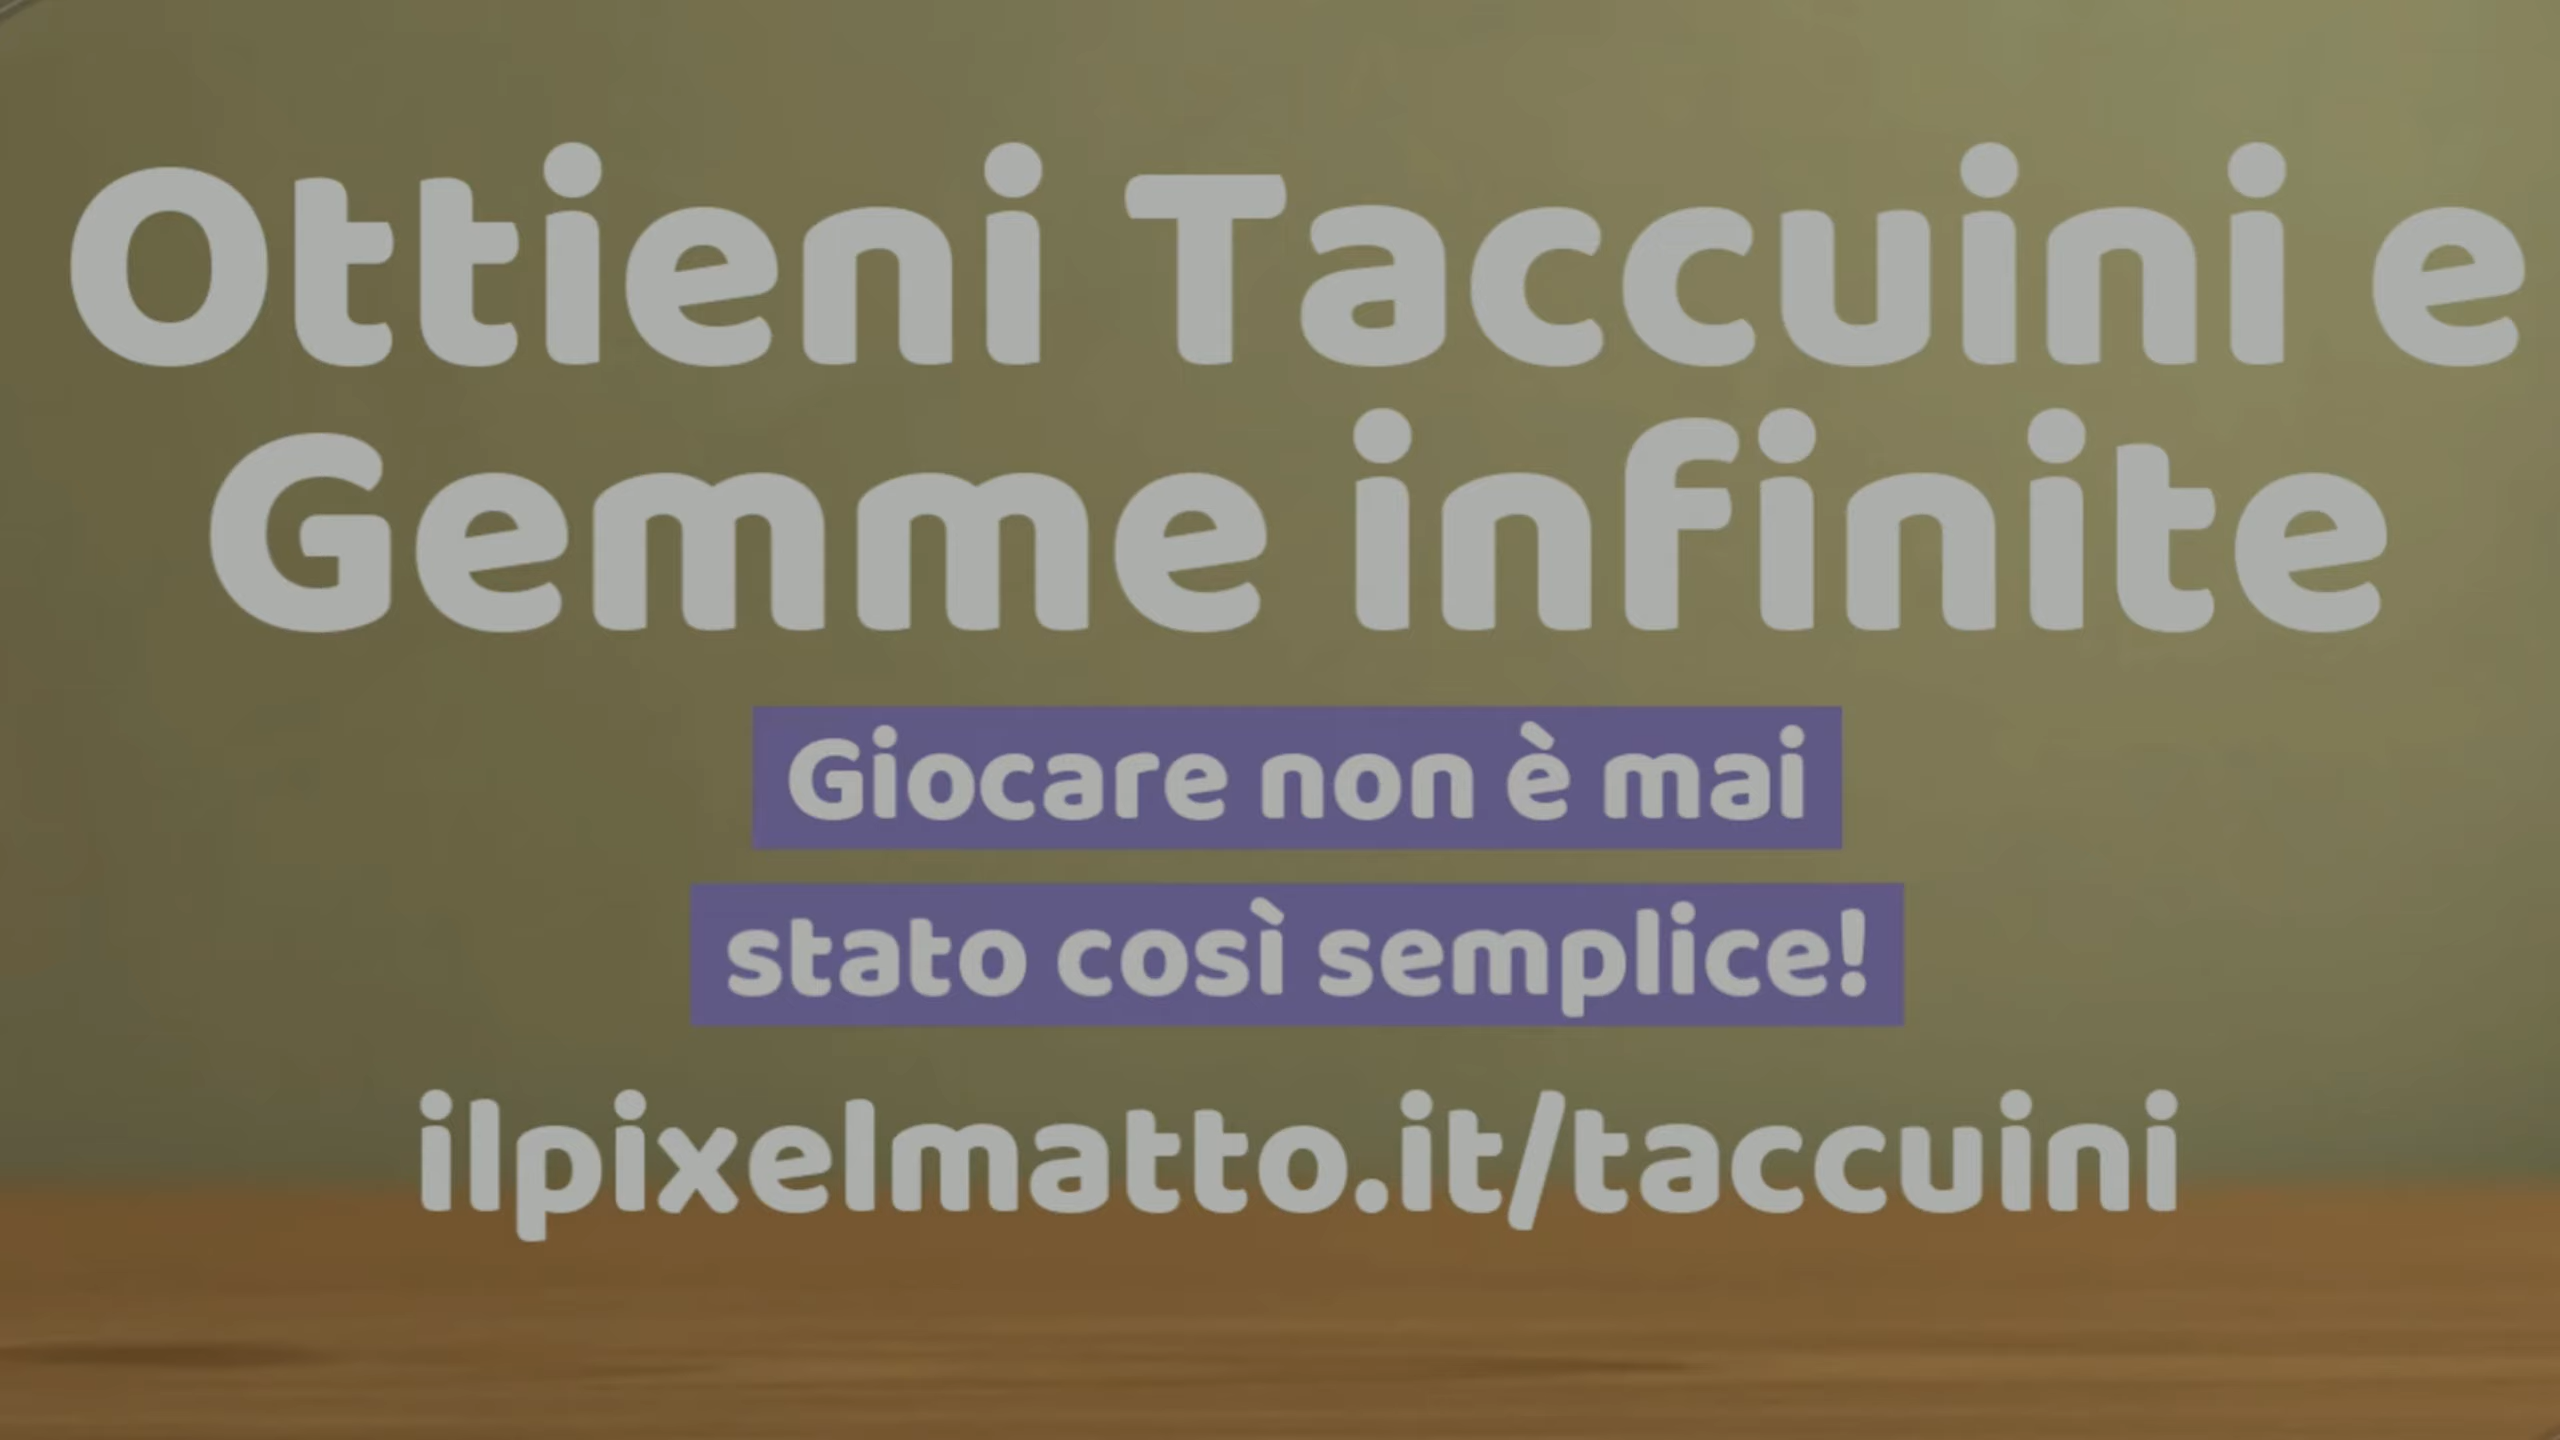 Ottieni Taccuini e
Gemme infinite
Giocare non è mai
stato così semplice!
ilpixelmatto.it/taccuini